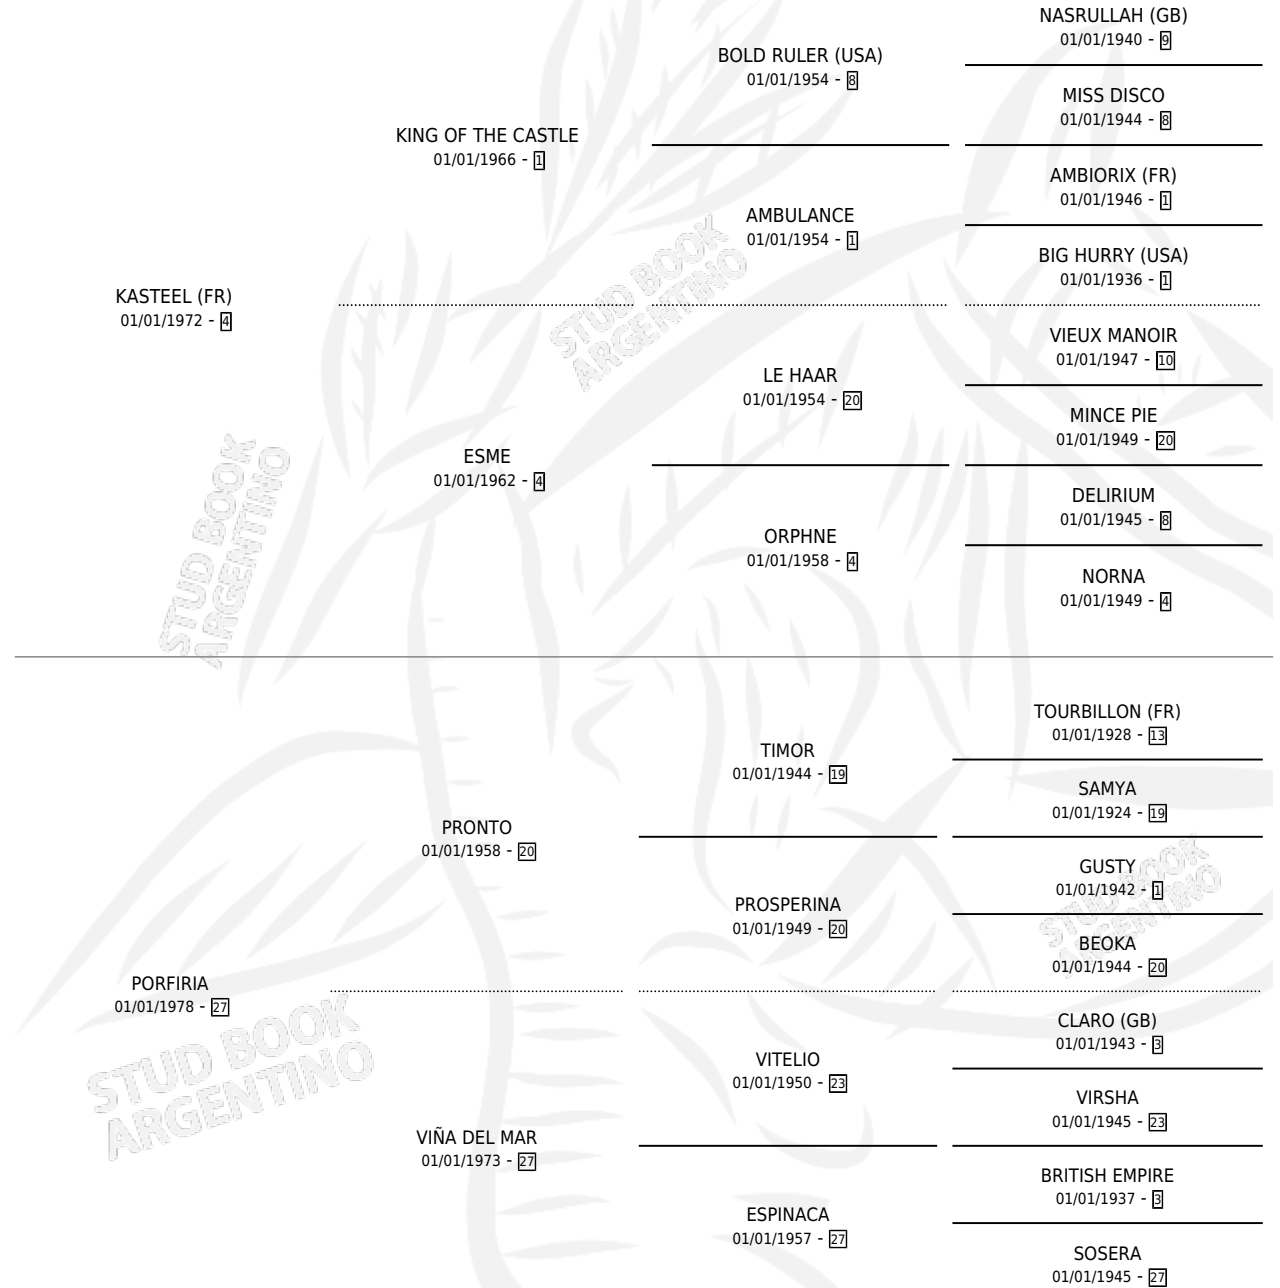 NASRULLAH (GB)
01/01/1940 - 9
BOLD RULER (USA)
01/01/1954 - 8
MISS DISCO
01/01/1944 - 8
KING OF THE CASTLE
01/01/1966 - 1
AMBIORIX (FR)
01/01/1946 - 1
AMBULANCE
01/01/1954 - 1
BIG HURRY (USA)
01/01/1936 - 1
KASTEEL (FR)
01/01/1972 - 4
VIEUX MANOIR
01/01/1947 - 10
LE HAAR
01/01/1954 - 20
MINCE PIE
01/01/1949 - 20
ESME
01/01/1962 - 4
DELIRIUM
01/01/1945 - 8
ORPHNE
01/01/1958 - 4
NORNA
01/01/1949 - 4
STUD BOOK
ARGENTINO
STUD BOOK
ARGENTINO
TOURBILLON (FR)
01/01/1928 - 13
TIMOR
01/01/1944 - 19
SAMYA
01/01/1924 - 19
PRONTO
01/01/1958 - 20
GUSTY
01/01/1942 - 1
PROSPERINA
01/01/1949 - 20
BEOKA
01/01/1944 - 20
STUD BOOK
ARGENTINO
PORFIRIA
01/01/1978 - 27
CLARO (GB)
01/01/1943 - 3
VITELIO
01/01/1950 - 23
VIRSHA
01/01/1945 - 23
STUD BOOK
ARGENTINO
VIÑA DEL MAR
01/01/1973 - 27
BRITISH EMPIRE
01/01/1937 - 3
ESPINACA
01/01/1957 - 27
SOSERA
01/01/1945 - 27